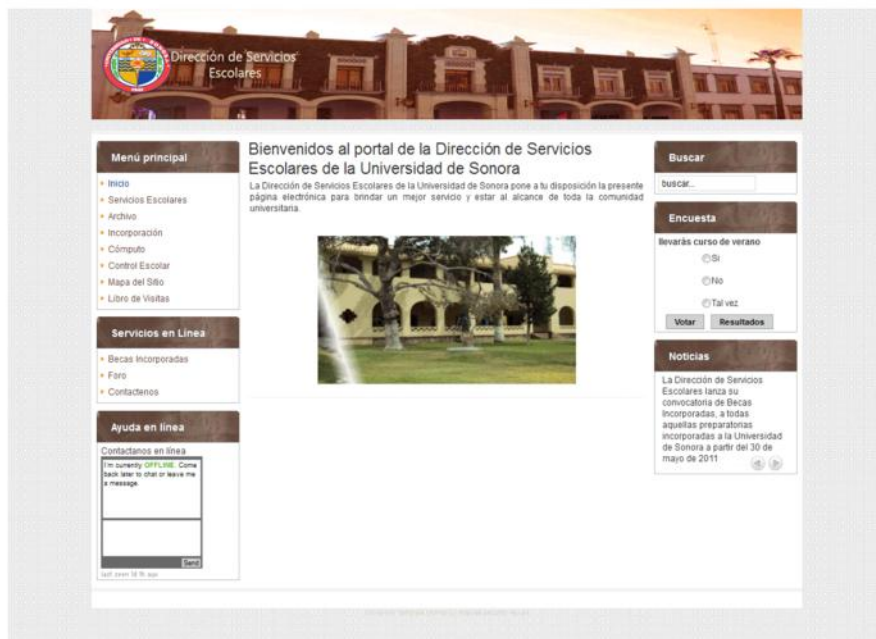 Dirección de Servicios
Escolares
Menú principal
Inicio
Servicios Escolares
Archivo
Incorporación
Cómputo
Control Escolar
Mapa del Sitio
Libro de Visitas
Servicios en Línea
Becas Incorporadas
Foro
Contactenos
Ayuda en línea
Contactanos en línea
I'm currently OFFLINE. Come
back later to chat or leave me
a message.
Send
Bienvenidos al portal de la Dirección de Servicios
Escolares de la Universidad de Sonora
La Dirección de Servicios Escolares de la Universidad de Sonora pone a tu disposición la presente
página electrónica para brindar un mejor servicio y estar al alcance de toda la comunidad
universitaria.
Buscar
buscar...
Encuesta
llevarás curso de verano
Si
No
Tal vez
Votar Resultados
Noticias
La Dirección de Servicios
Escolares lanza su
convocatoria de Becas
Incorporadas, a todas
aquellas preparatorias
incorporadas a la Universidad
de Sonora a partir del 30 de
mayo de 2011